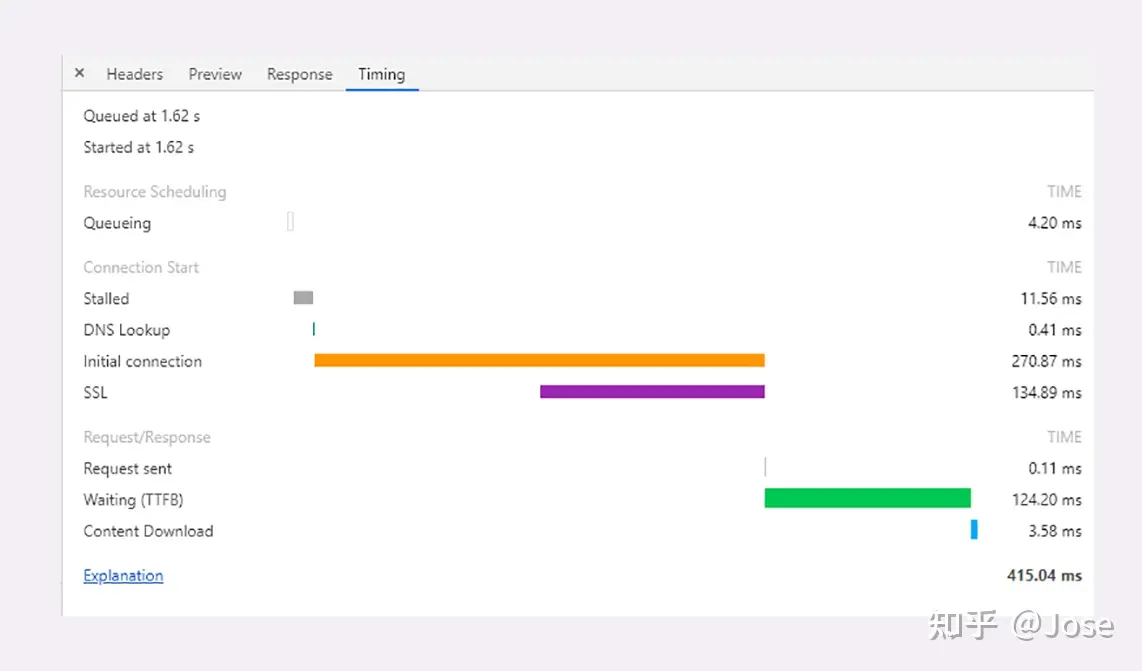 × Headers Preview Response Timing
Queued at 1.62 s
Started at 1.62 s
Resource Scheduling TIME
Queueing 4.20 ms
Connection Start TIME
Stalled 11.56 ms
DNS Lookup 0.41 ms
Initial connection 270.87 ms
SSL 134.89 ms
Request/Response TIME
Request sent 0.11 ms
Waiting (TTFB) 124.20 ms
Content Download 3.58 ms
Explanation 415.04 ms
知乎 @Jose